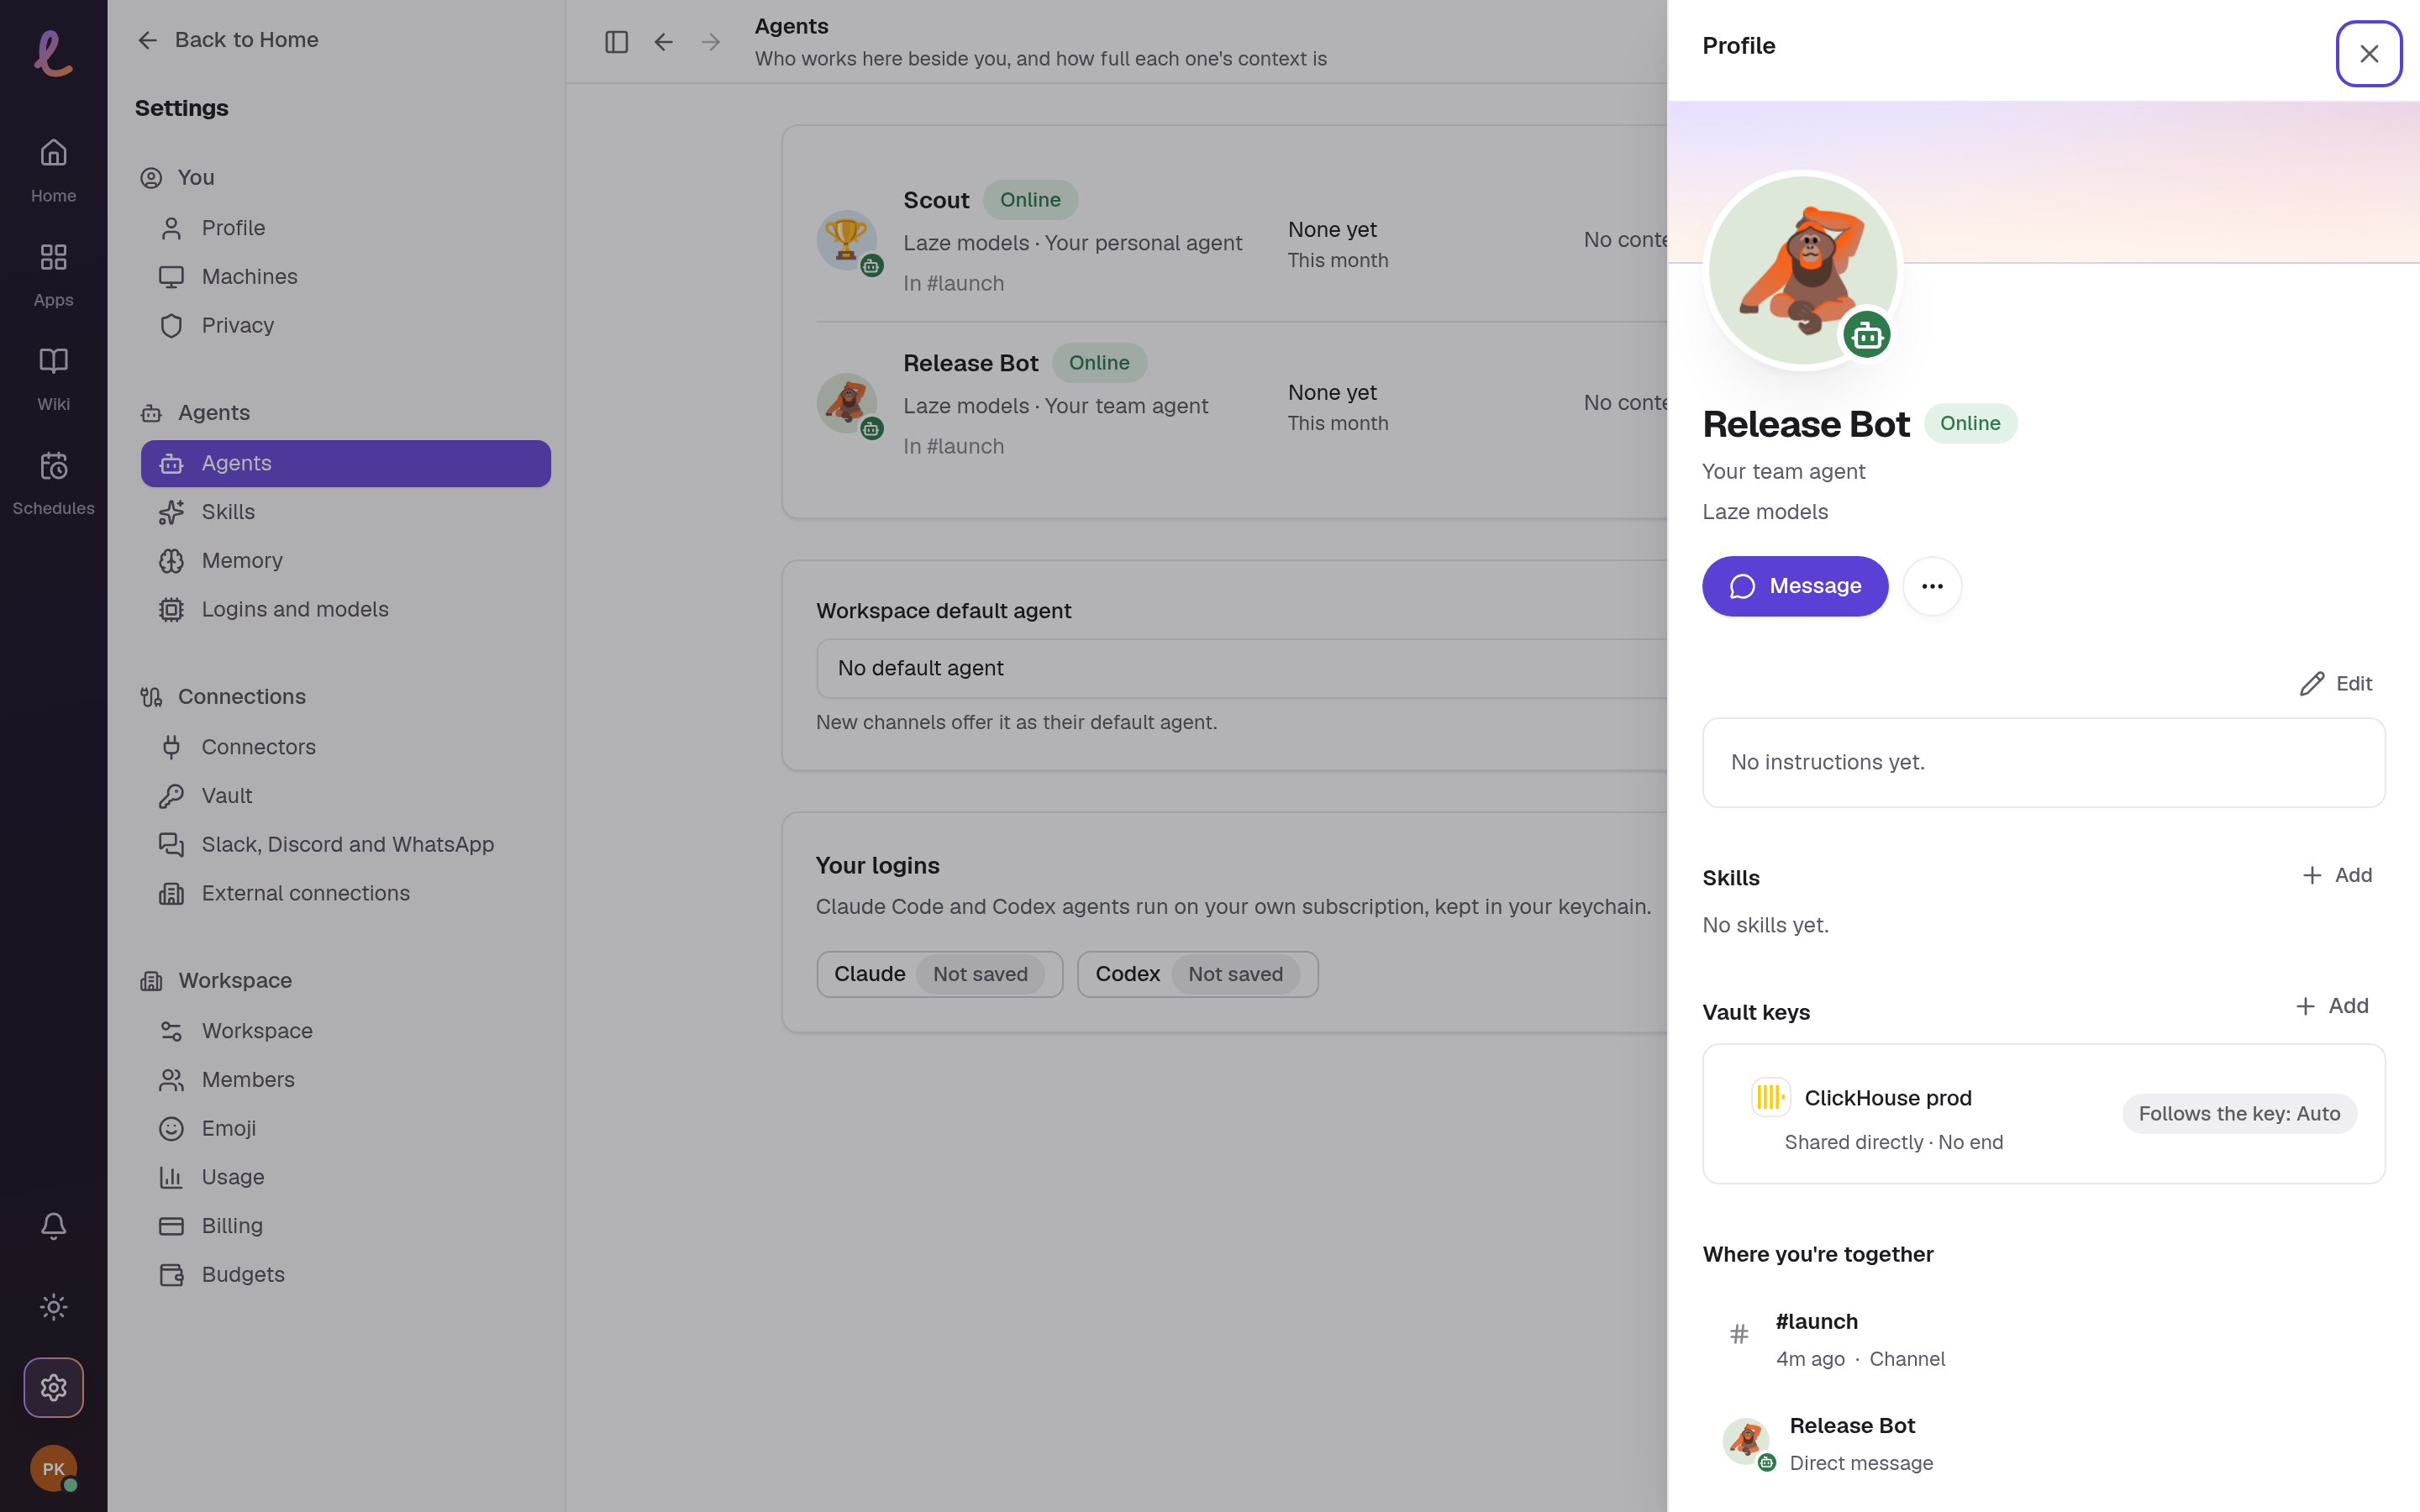 Home
Apps
Wiki
Schedules
PK
Back to Home
Settings
You
Profile
Machines
Privacy
Agents
Agents
Skills
Memory
Logins and models
Connections
Connectors
Vault
Slack, Discord and WhatsApp
External connections
Workspace
Workspace
Members
Emoji
Usage
Billing
Budgets
Agents
Who works here beside you, and how full each one's context is
Scout Online
Laze models · Your personal agent
In #launch
None yet
This month
No conte
Release Bot Online
Laze models · Your team agent
In #launch
None yet
This month
No conte
Workspace default agent
No default agent
New channels offer it as their default agent.
Your logins
Claude Code and Codex agents run on your own subscription, kept in your keychain.
Claude Not saved
Codex Not saved
Profile
Release Bot Online
Your team agent
Laze models
Message
Edit
No instructions yet.
Skills
Add
No skills yet.
Vault keys
Add
ClickHouse prod
Shared directly · No end
Follows the key: Auto
Where you're together
#launch
4m ago · Channel
Release Bot
Direct message